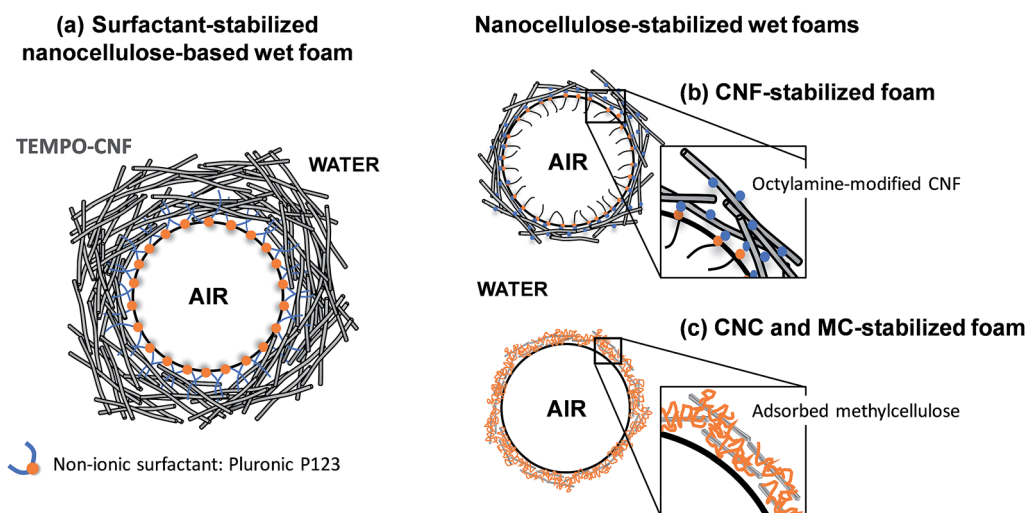 (a) Surfactant-stabilized
nanocellulose-based wet foam
TEMPO-CNF
WATER
AIR
Non-ionic surfactant: Pluronic P123
Nanocellulose-stabilized wet foams
(b) CNF-stabilized foam
AIR
Octylamine-modified CNF
WATER
(c) CNC and MC-stabilized foam
AIR
Adsorbed methylcellulose